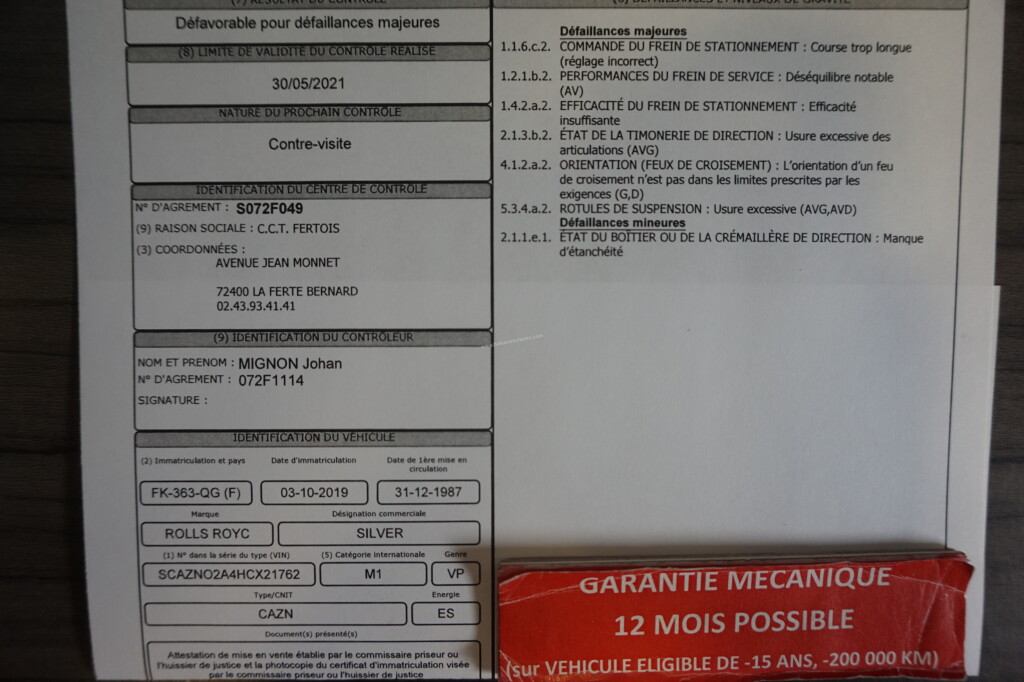 (7) RÉSULTAT DU CONTRÔLE
Défavorable pour défaillances majeures
(8) LIMITE DE VALIDITÉ DU CONTRÔLE RÉALISÉ
30/05/2021
NATURE DU PROCHAIN CONTRÔLE
Contre-visite
IDENTIFICATION DU CENTRE DE CONTRÔLE
N° D'AGREMENT : S072F049
(9) RAISON SOCIALE : C.C.T. FERTOIS
(3) COORDONNÉES :
AVENUE JEAN MONNET
72400 LA FERTE BERNARD
02.43.93.41.41
(9) IDENTIFICATION DU CONTRÔLEUR
NOM ET PRENOM : MIGNON Johan
N° D'AGREMENT : 072F1114
SIGNATURE :
IDENTIFICATION DU VÉHICULE
(2) Immatriculation et pays Date d'immatriculation Date de 1ère mise en
circulation
FK-363-QG (F) 03-10-2019 31-12-1987
Marque Désignation commerciale
ROLLS ROYC SILVER
(1) N° dans la série du type (VIN) (5) Catégorie internationale Genre
SCAZNO2A4HCX21762 M1 VP
Type/CNIT Energie
CAZN ES
Document(s) présenté(s)
Attestation de mise en vente établie par le commissaire priseur ou
l'huissier de justice et la photocopie du certificat d'immatriculation visée
par le commissaire priseur ou l'huissier de justice
(6) DÉFAILLANCES ET NIVEAUX DE GRAVITÉ
Défaillances majeures
1.1.6.c.2. COMMANDE DU FREIN DE STATIONNEMENT : Course trop longue
(réglage incorrect)
1.2.1.b.2. PERFORMANCES DU FREIN DE SERVICE : Déséquilibre notable
(AV)
1.4.2.a.2. EFFICACITÉ DU FREIN DE STATIONNEMENT : Efficacité
insuffisante
2.1.3.b.2. ÉTAT DE LA TIMONERIE DE DIRECTION : Usure excessive des
articulations (AVG)
4.1.2.a.2. ORIENTATION (FEUX DE CROISEMENT) : L'orientation d'un feu
de croisement n'est pas dans les limites prescrites par les
exigences (G,D)
5.3.4.a.2. ROTULES DE SUSPENSION : Usure excessive (AVG,AVD)
Défaillances mineures
2.1.1.e.1. ÉTAT DU BOÎTIER OU DE LA CRÉMAILLÈRE DE DIRECTION : Manque
d'étanchéité
GARANTIE MECANIQUE
12 MOIS POSSIBLE
(sur VEHICULE ELIGIBLE DE -15 ANS, -200 000 KM)